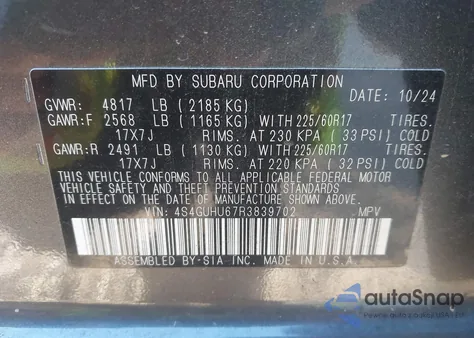 MFD BY SUBARU CORPORATION
DATE: 10/24
GVWR: 4817 LB (2185 KG)
GAWR:F 2568 LB (1165 KG) WITH 225/60R17 TIRES.
17X7J RIMS. AT 230 KPA (33 PSI) COLD
GAWR:R 2491 LB (1130 KG) WITH 225/60R17 TIRES.
17X7J RIMS. AT 220 KPA (32 PSI) COLD
THIS VEHICLE CONFORMS TO ALL APPLICABLE FEDERAL MOTOR
VEHICLE SAFETY AND THEFT PREVENTION STANDARDS IN
EFFECT ON THE DATE OF MANUFACTURE SHOWN ABOVE.
VIN: 4S4GUHU67R3839702 MPV
ASSEMBLED BY-SIA INC. MADE IN U.S.A.
autoSnap